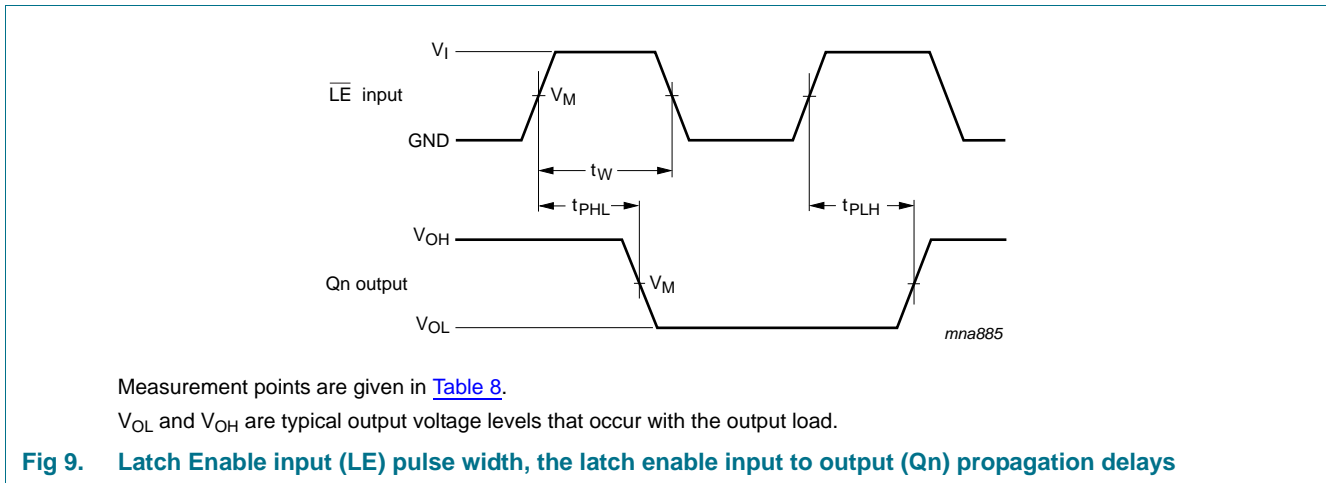 V_I
L̅E̅ input
V_M
GND
t_W
t_PHL
t_PLH
V_OH
Qn output
V_M
V_OL
mna885
Measurement points are given in Table 8.
V_OL and V_OH are typical output voltage levels that occur with the output load.
Fig 9. Latch Enable input (LE) pulse width, the latch enable input to output (Qn) propagation delays